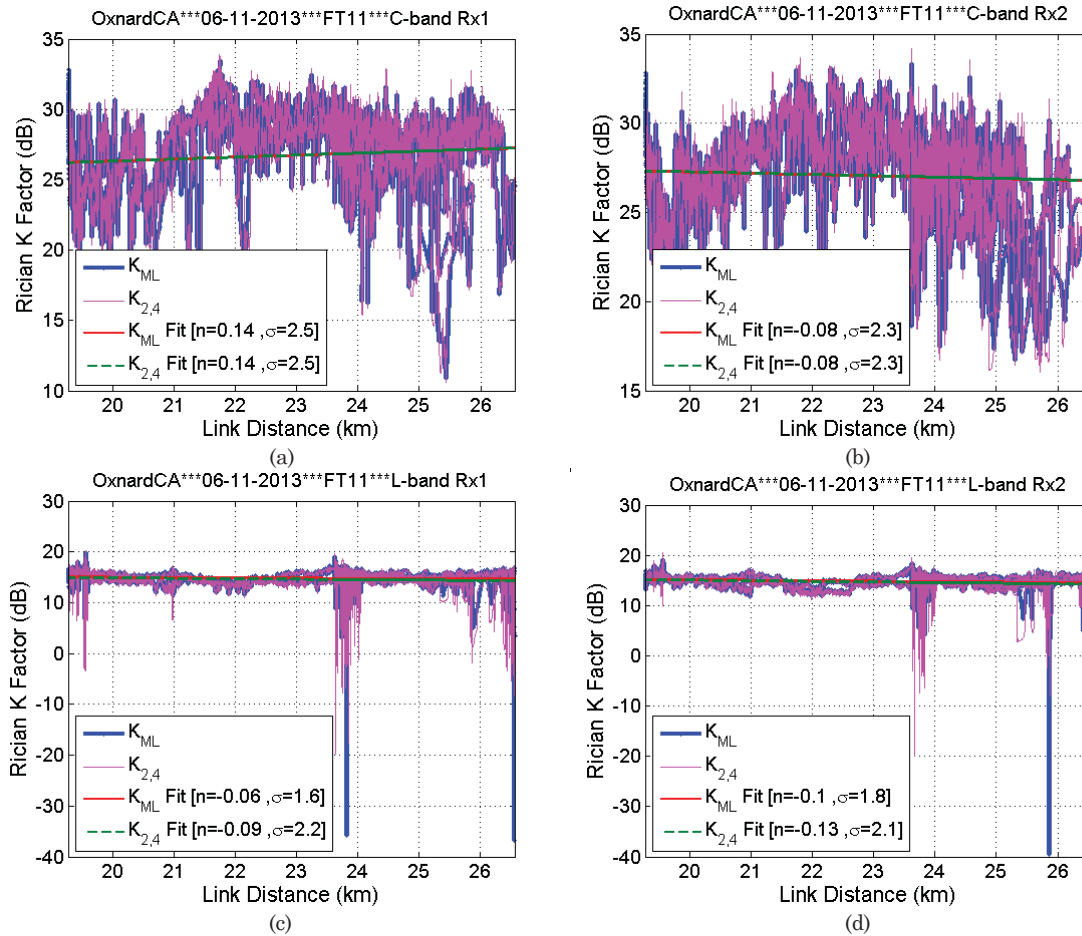 OxnardCA***06-11-2013***FT11***C-band Rx1
Rician K Factor (dB)
35
30
25
20
15
10
K_ML
K_2,4
K_ML Fit [n=0.14 ,σ=2.5]
K_2,4 Fit [n=0.14 ,σ=2.5]
20 21 22 23 24 25 26
Link Distance (km)
(a)
OxnardCA***06-11-2013***FT11***C-band Rx2
Rician K Factor (dB)
35
30
25
20
15
K_ML
K_2,4
K_ML Fit [n=-0.08 ,σ=2.3]
K_2,4 Fit [n=-0.08 ,σ=2.3]
20 21 22 23 24 25 26
Link Distance (km)
(b)
OxnardCA***06-11-2013***FT11***L-band Rx1
Rician K Factor (dB)
30
20
10
0
-10
-20
-30
-40
K_ML
K_2,4
K_ML Fit [n=-0.06 ,σ=1.6]
K_2,4 Fit [n=-0.09 ,σ=2.2]
20 21 22 23 24 25 26
Link Distance (km)
(c)
OxnardCA***06-11-2013***FT11***L-band Rx2
Rician K Factor (dB)
30
20
10
0
-10
-20
-30
-40
K_ML
K_2,4
K_ML Fit [n=-0.1 ,σ=1.8]
K_2,4 Fit [n=-0.13 ,σ=2.1]
20 21 22 23 24 25 26
Link Distance (km)
(d)